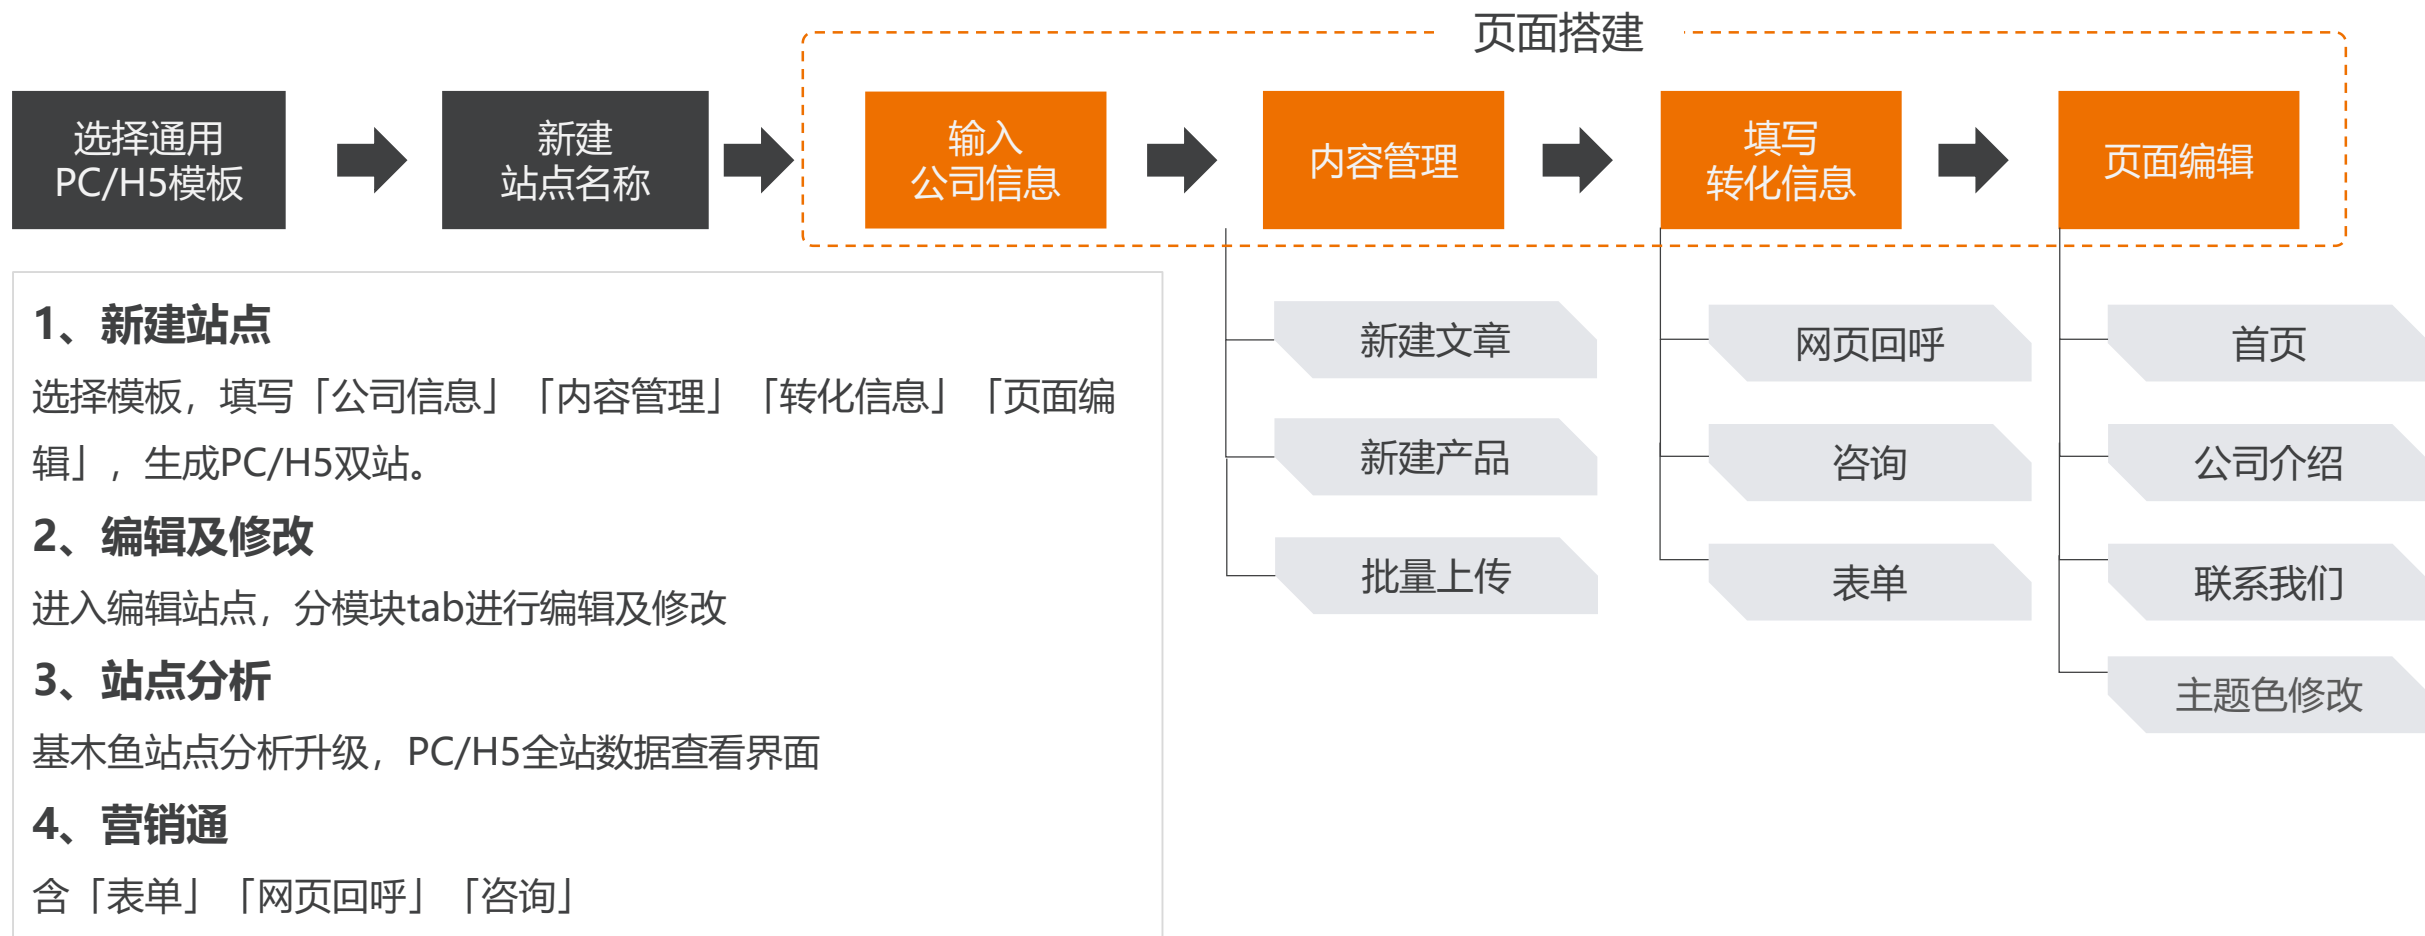 页面搭建
选择通用
PC/H5模板
新建
站点名称
输入
公司信息
内容管理
填写
转化信息
页面编辑
1、新建站点
选择模板，填写「公司信息」「内容管理」「转化信息」「页面编
辑」，生成PC/H5双站。
2、编辑及修改
进入编辑站点，分模块tab进行编辑及修改
3、站点分析
基木鱼站点分析升级，PC/H5全站数据查看界面
4、营销通
含「表单」「网页回呼」「咨询」
新建文章
新建产品
批量上传
网页回呼
咨询
表单
首页
公司介绍
联系我们
主题色修改